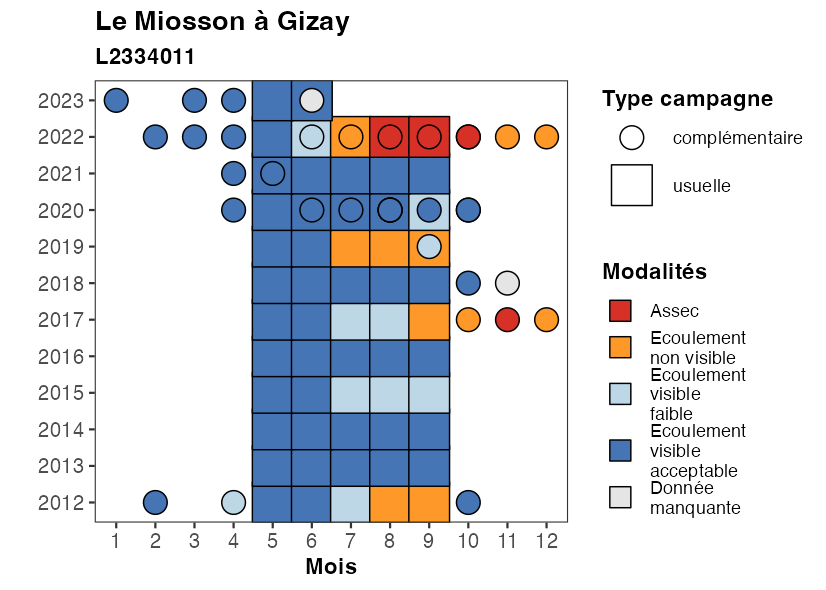 Le Miosson à Gizay
L2334011
2023
2022
2021
2020
2019
2018
2017
2016
2015
2014
2013
2012
1 2 3 4 5 6 7 8 9 10 11 12
Mois
Type campagne
complémentaire
usuelle
Modalités
Assec
Ecoulement
non visible
Ecoulement
visible
faible
Ecoulement
visible
acceptable
Donnée
manquante